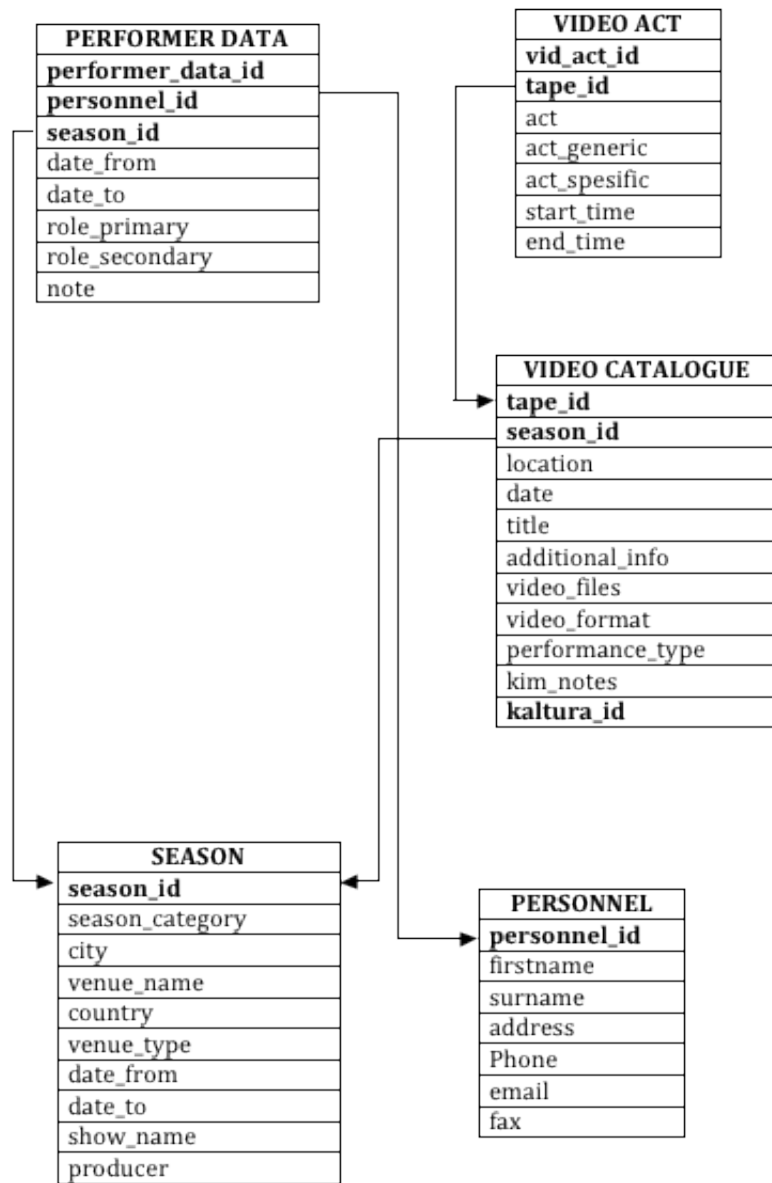 PERFORMER DATA
performer_data_id
personnel_id
season_id
date_from
date_to
role_primary
role_secondary
note
VIDEO ACT
vid_act_id
tape_id
act
act_generic
act_spesific
start_time
end_time
VIDEO CATALOGUE
tape_id
season_id
location
date
title
additional_info
video_files
video_format
performance_type
kim_notes
kaltura_id
SEASON
season_id
season_category
city
venue_name
country
venue_type
date_from
date_to
show_name
producer
PERSONNEL
personnel_id
firstname
surname
address
Phone
email
fax